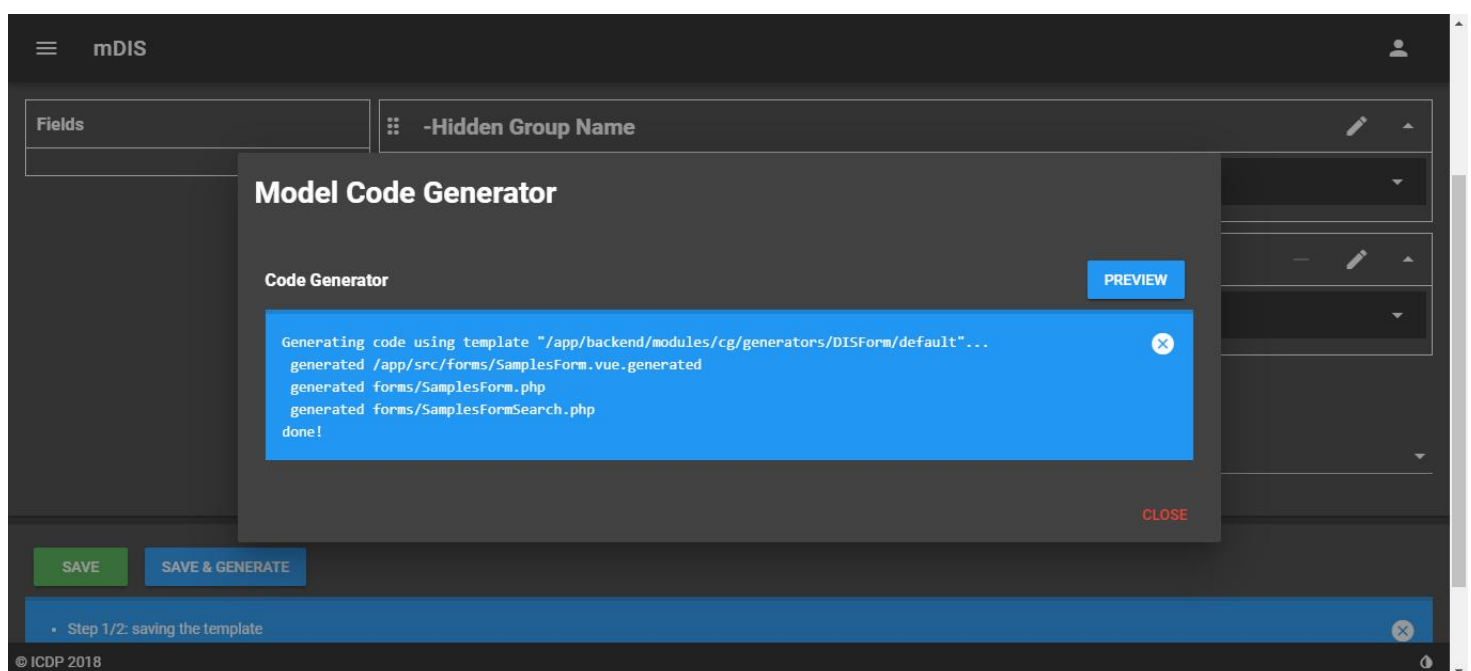 mDIS
Fields
-Hidden Group Name
Model Code Generator
Code Generator
PREVIEW
Generating code using template "/app/backend/modules/cg/generators/DISForm/default"...
generated /app/src/forms/SamplesForm.vue.generated
generated forms/SamplesForm.php
generated forms/SamplesFormSearch.php
done!
CLOSE
SAVE
SAVE & GENERATE
• Step 1/2: saving the template
© ICDP 2018